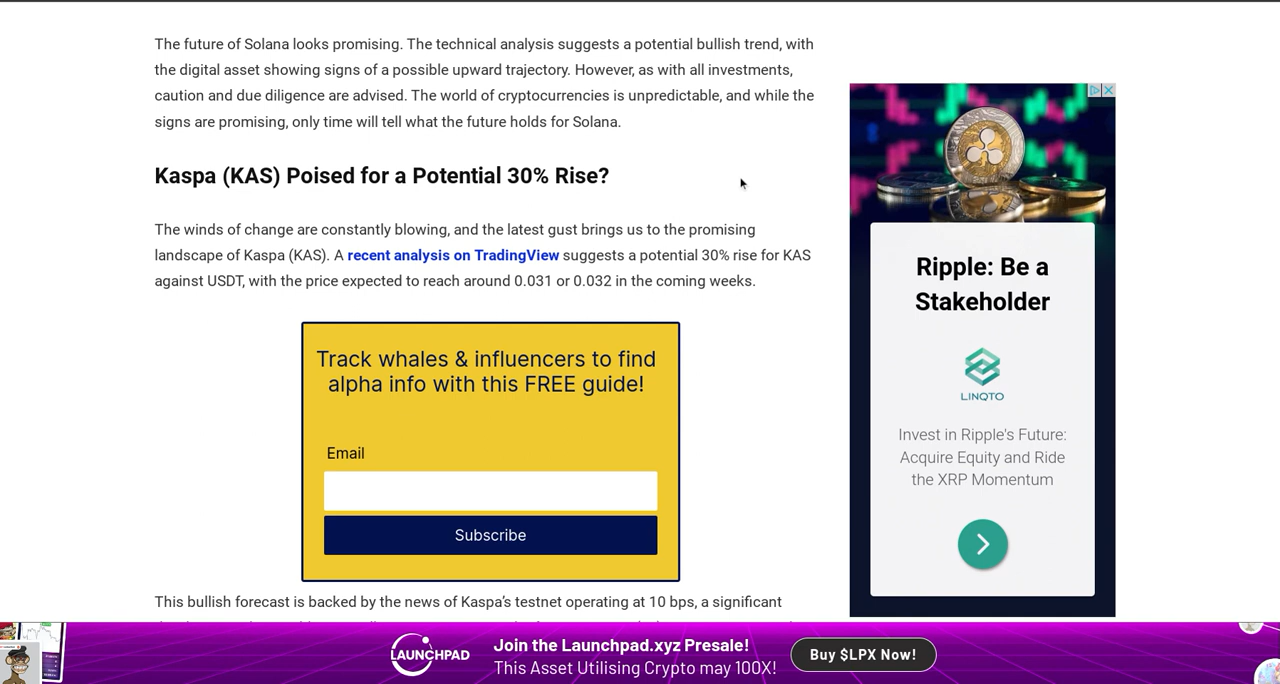 The future of Solana looks promising. The technical analysis suggests a potential bullish trend, with
the digital asset showing signs of a possible upward trajectory. However, as with all investments,
caution and due diligence are advised. The world of cryptocurrencies is unpredictable, and while the
signs are promising, only time will tell what the future holds for Solana.
Kaspa (KAS) Poised for a Potential 30% Rise?
The winds of change are constantly blowing, and the latest gust brings us to the promising
landscape of Kaspa (KAS). A recent analysis on TradingView suggests a potential 30% rise for KAS
against USDT, with the price expected to reach around 0.031 or 0.032 in the coming weeks.
Track whales & influencers to find
alpha info with this FREE guide!
Email
Subscribe
This bullish forecast is backed by the news of Kaspa’s testnet operating at 10 bps, a significant
Ripple: Be a
Stakeholder
LINQTO
Invest in Ripple's Future:
Acquire Equity and Ride
the XRP Momentum
LAUNCHPAD
Join the Launchpad.xyz Presale!
This Asset Utilising Crypto may 100X!
Buy $LPX Now!